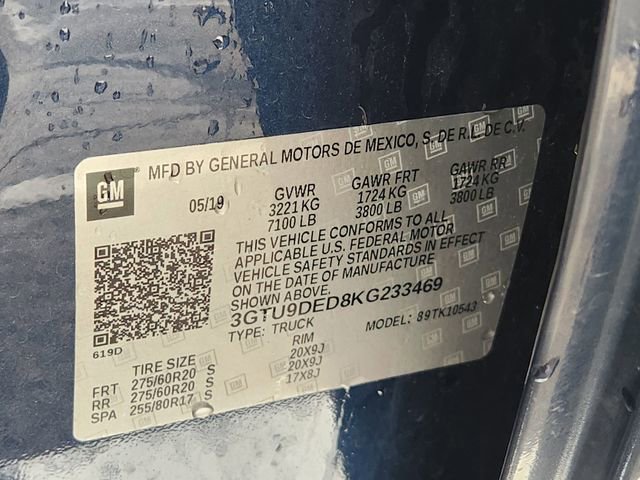 GM
MFD BY GENERAL MOTORS DE MEXICO, S. DE R.L. DE C.V.
05/19 GVWR GAWR FRT GAWR RR
3221 KG 1724 KG 1724 KG
7100 LB 3800 LB 3800 LB
THIS VEHICLE CONFORMS TO ALL
APPLICABLE U.S. FEDERAL MOTOR
VEHICLE SAFETY STANDARDS IN EFFECT
ON THE DATE OF MANUFACTURE
SHOWN ABOVE.
3GTU9DED8KG233469
TYPE: TRUCK MODEL: 89TK10543
619D
TIRE SIZE RIM
FRT 275/60R20 S 20X9J
RR 275/60R20 S 20X9J
SPA 255/80R17 S 17X8J